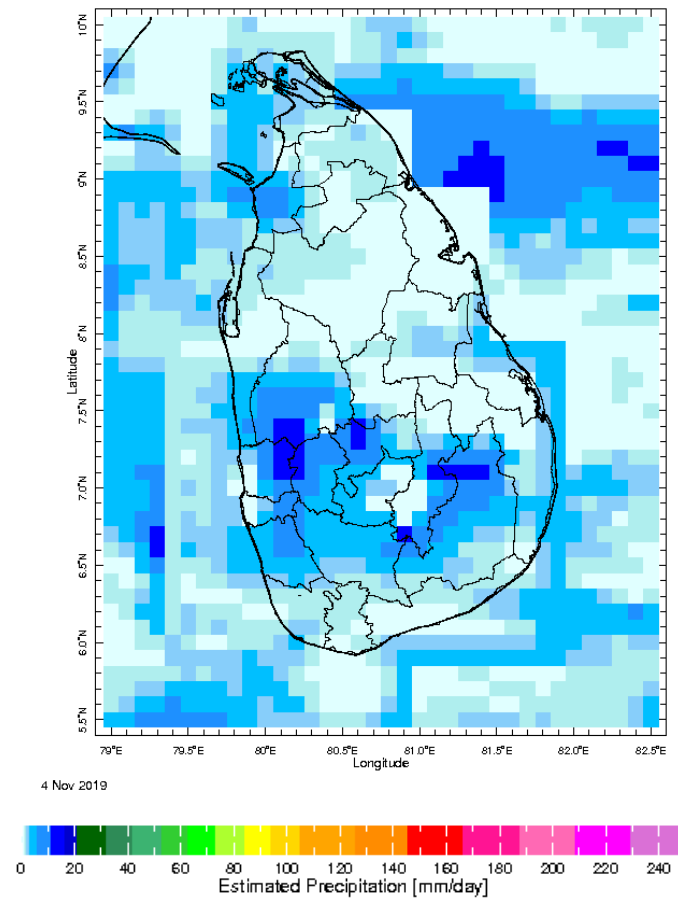 10°N
9.5°N
9°N
8.5°N
8°N
7.5°N
7.0°N
6.5°N
6.0°N
5.5°N
Latitude
79°E 79.5°E 80°E 80.5°E 81.0°E 81.5°E 82.0°E 82.5°E
Longitude
4 Nov 2019
0 20 40 60 80 100 120 140 160 180 200 220 240
Estimated Precipitation [mm/day]